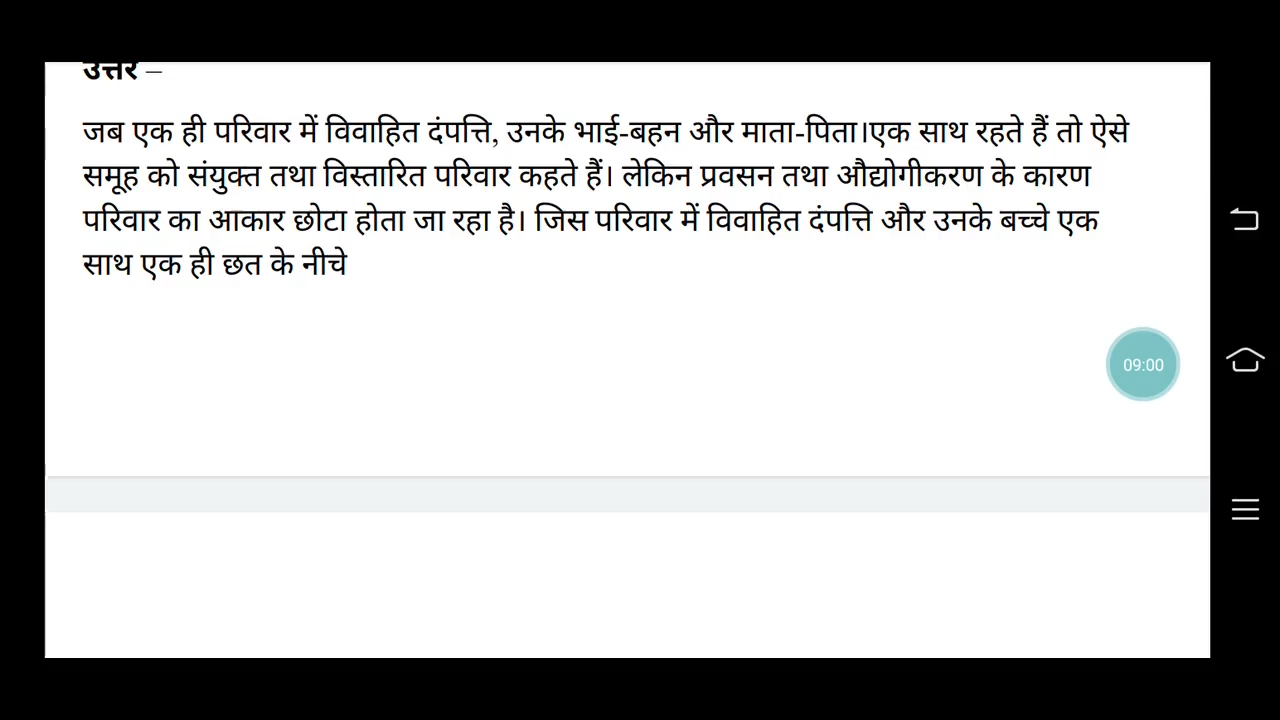 उत्तर –
जब एक ही परिवार में विवाहित दंपत्ति, उनके भाई-बहन और माता-पिता।एक साथ रहते हैं तो ऐसे
समूह को संयुक्त तथा विस्तारित परिवार कहते हैं। लेकिन प्रवसन तथा औद्योगीकरण के कारण
परिवार का आकार छोटा होता जा रहा है। जिस परिवार में विवाहित दंपत्ति और उनके बच्चे एक
साथ एक ही छत के नीचे
09:00